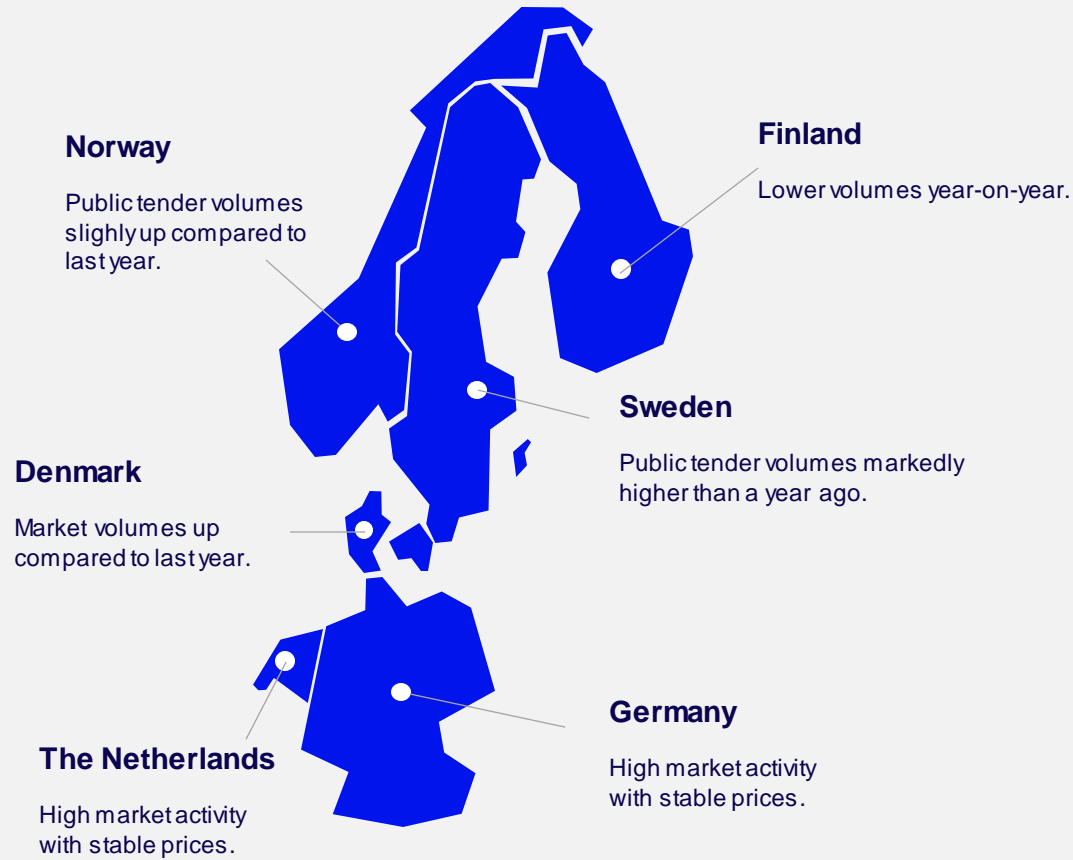 Norway
Public tender volumes
slighly up compared to
last year.
Finland
Lower volumes year-on-year.
Sweden
Public tender volumes markedly
higher than a year ago.
Denmark
Market volumes up
compared to last year.
Germany
High market activity
with stable prices.
The Netherlands
High market activity
with stable prices.